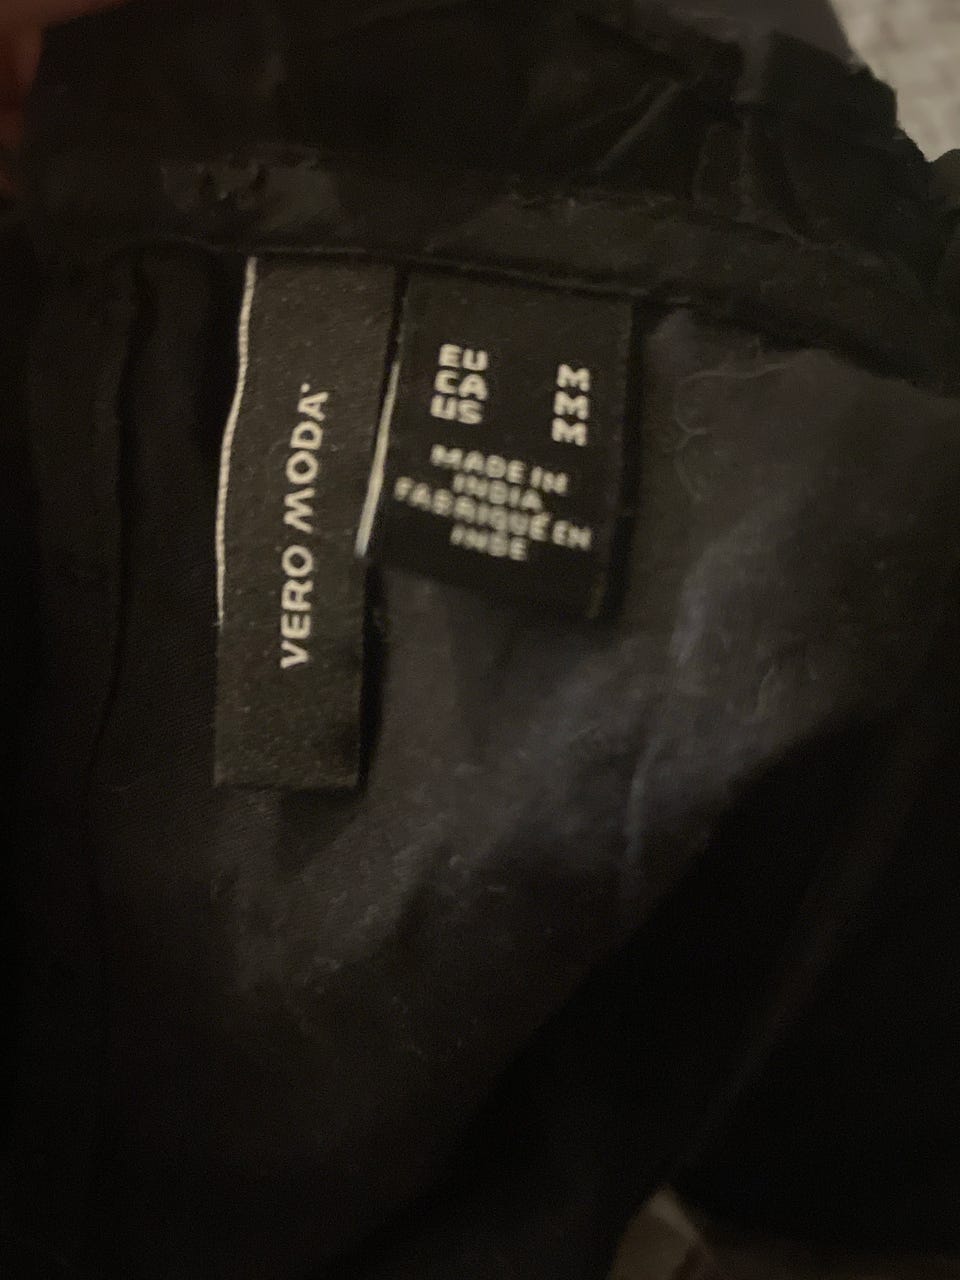 VERO MODA
EU M
CA M
US M
MADE IN
INDIA
FABRIQUÉ EN
INDE